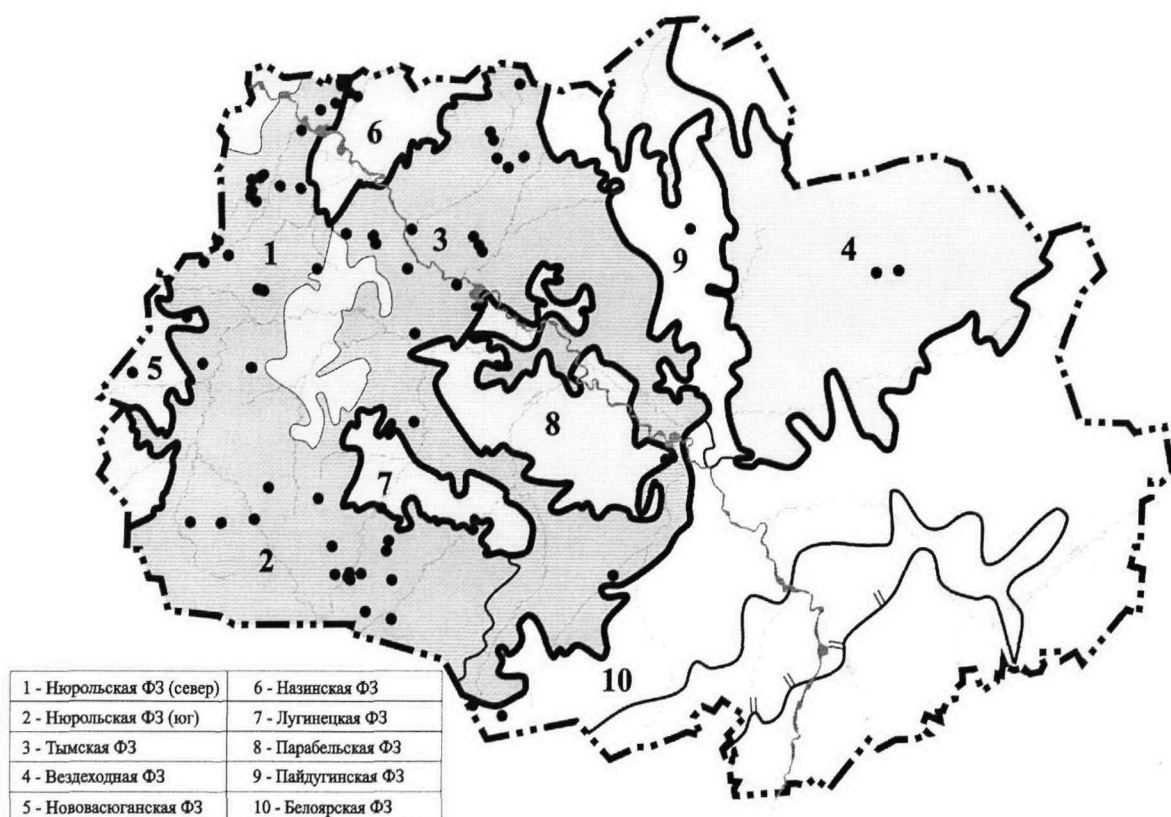 6
1
3
9
4
5
8
7
2
10
1 - Нюрольская ФЗ (север) 6 - Назинская ФЗ
2 - Нюрольская ФЗ (юг) 7 - Лугинецкая ФЗ
3 - Тымская ФЗ 8 - Парабельская ФЗ
4 - Вездеходная ФЗ 9 - Пайдугинская ФЗ
5 - Нововасюганская ФЗ 10 - Белоярская ФЗ